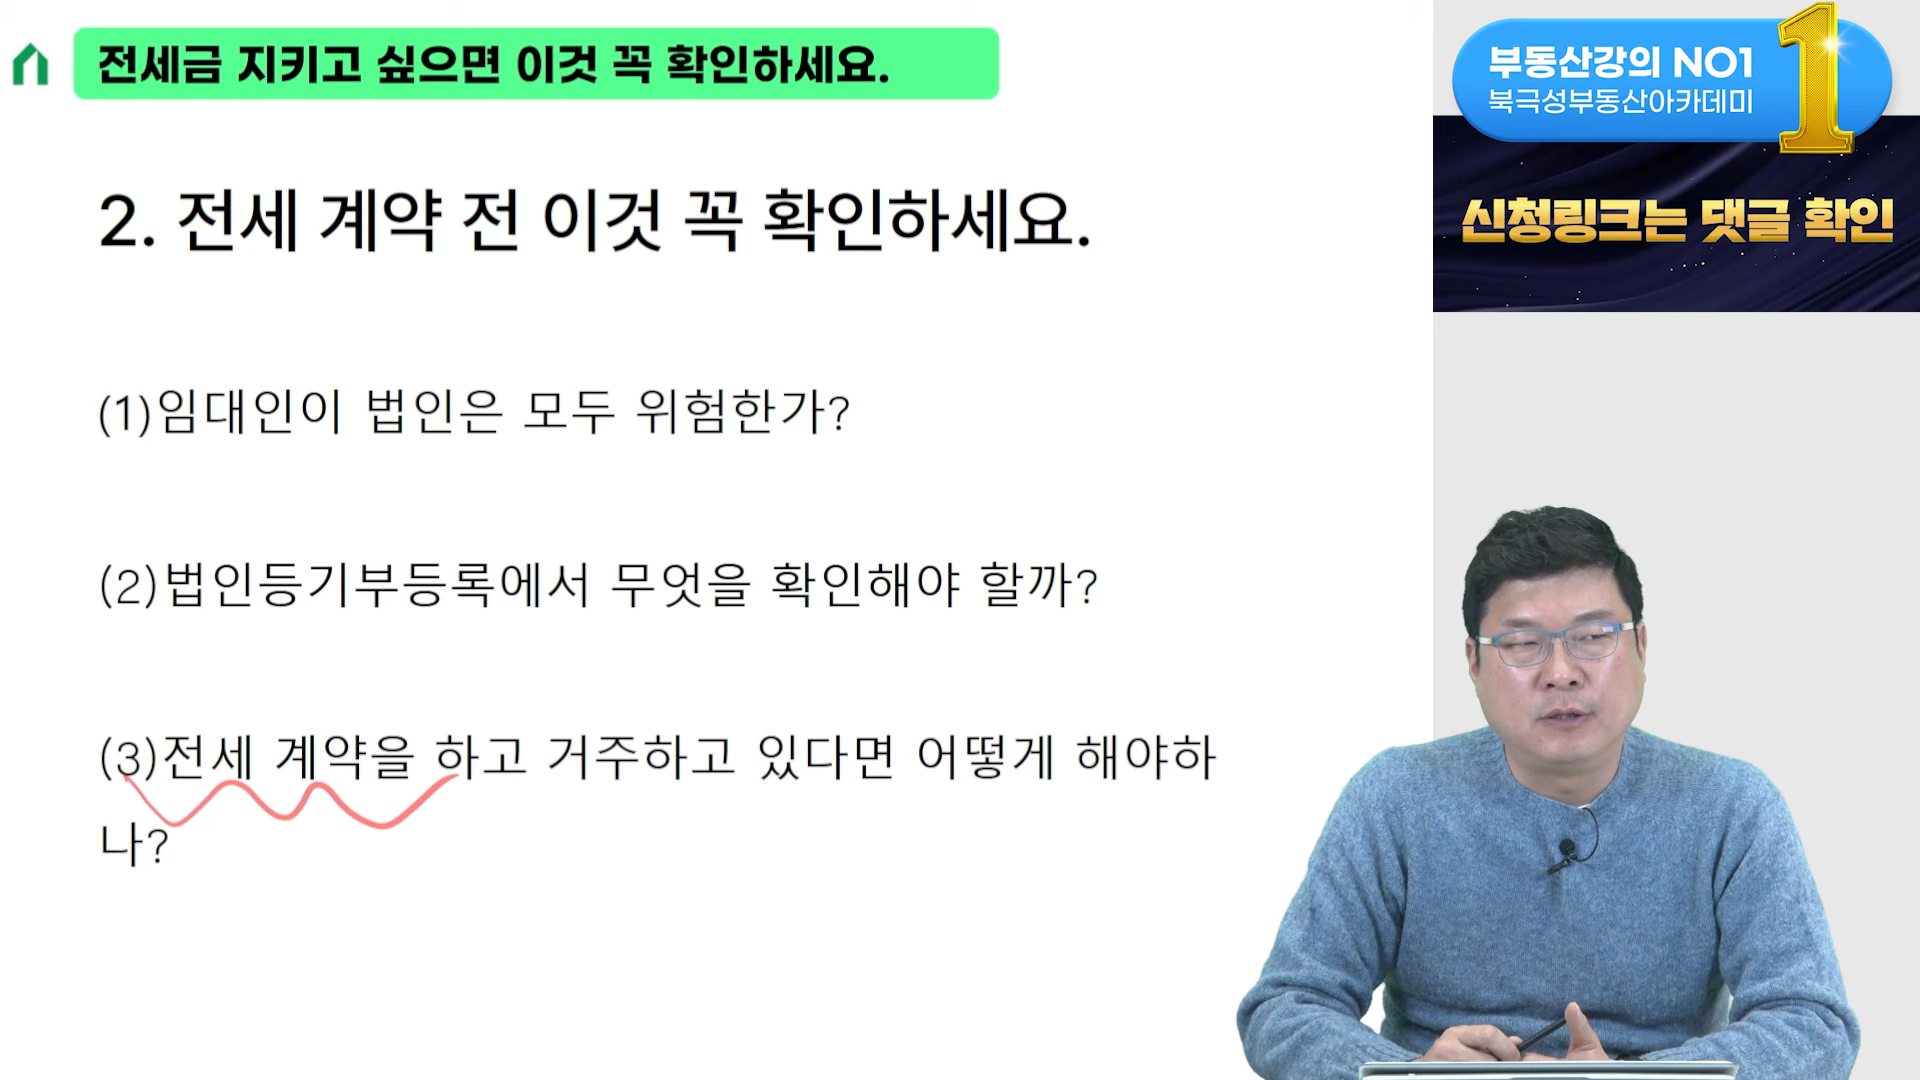 전세금 지키고 싶으면 이것 꼭 확인하세요.
부동산강의 NO1
북극성부동산아카데미
1
신청링크는 댓글 확인
2. 전세 계약 전 이것 꼭 확인하세요.
(1)임대인이 법인은 모두 위험한가?
(2)법인등기부등록에서 무엇을 확인해야 할까?
(3)전세 계약을 하고 거주하고 있다면 어떻게 해야하
나?